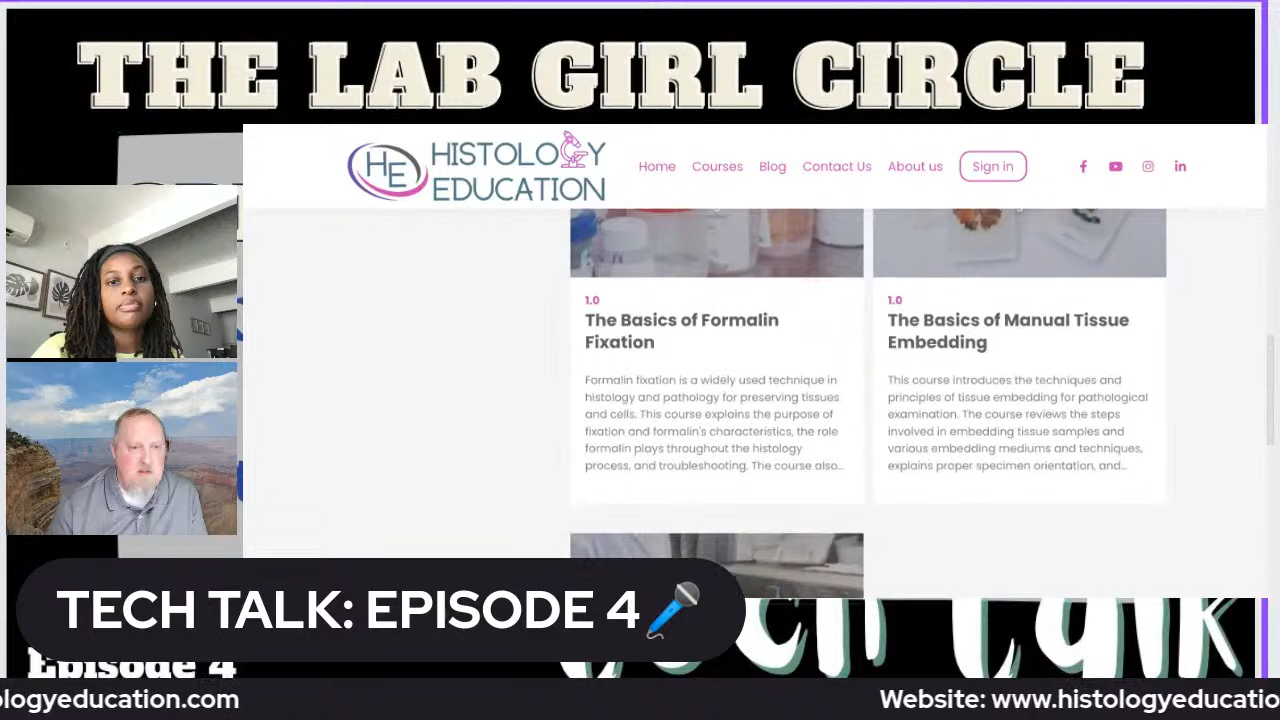 THE LAB GIRL CIRCLE
HE HISTOLOGY
EDUCATION
Home Courses Blog Contact Us About us Sign in
1.0
The Basics of Formalin
Fixation
Formalin fixation is a widely used technique in
histology and pathology for preserving tissues
and cells. This course explains the purpose of
fixation and formalin's characteristics, the role
formalin plays throughout the histology
process, and troubleshooting. The course also...
1.0
The Basics of Manual Tissue
Embedding
This course introduces the techniques and
principles of tissue embedding for pathological
examination. The course reviews the steps
involved in embedding tissue samples and
various embedding mediums and techniques,
explains proper specimen orientation, and...
TECH TALK: EPISODE 4
Tech Talk
Episode 4
ologyeducation.com
Website: www.histologyeducatio